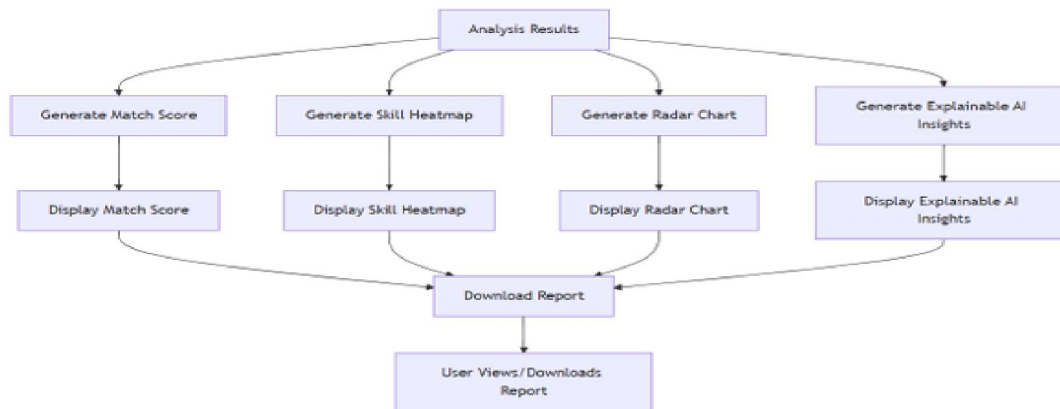 Analysis Results
Generate Match Score
Generate Skill Heatmap
Generate Radar Chart
Generate Explainable AI
Insights
Display Match Score
Display Skill Heatmap
Display Radar Chart
Display Explainable AI
Insights
Download Report
User Views/Downloads
Report